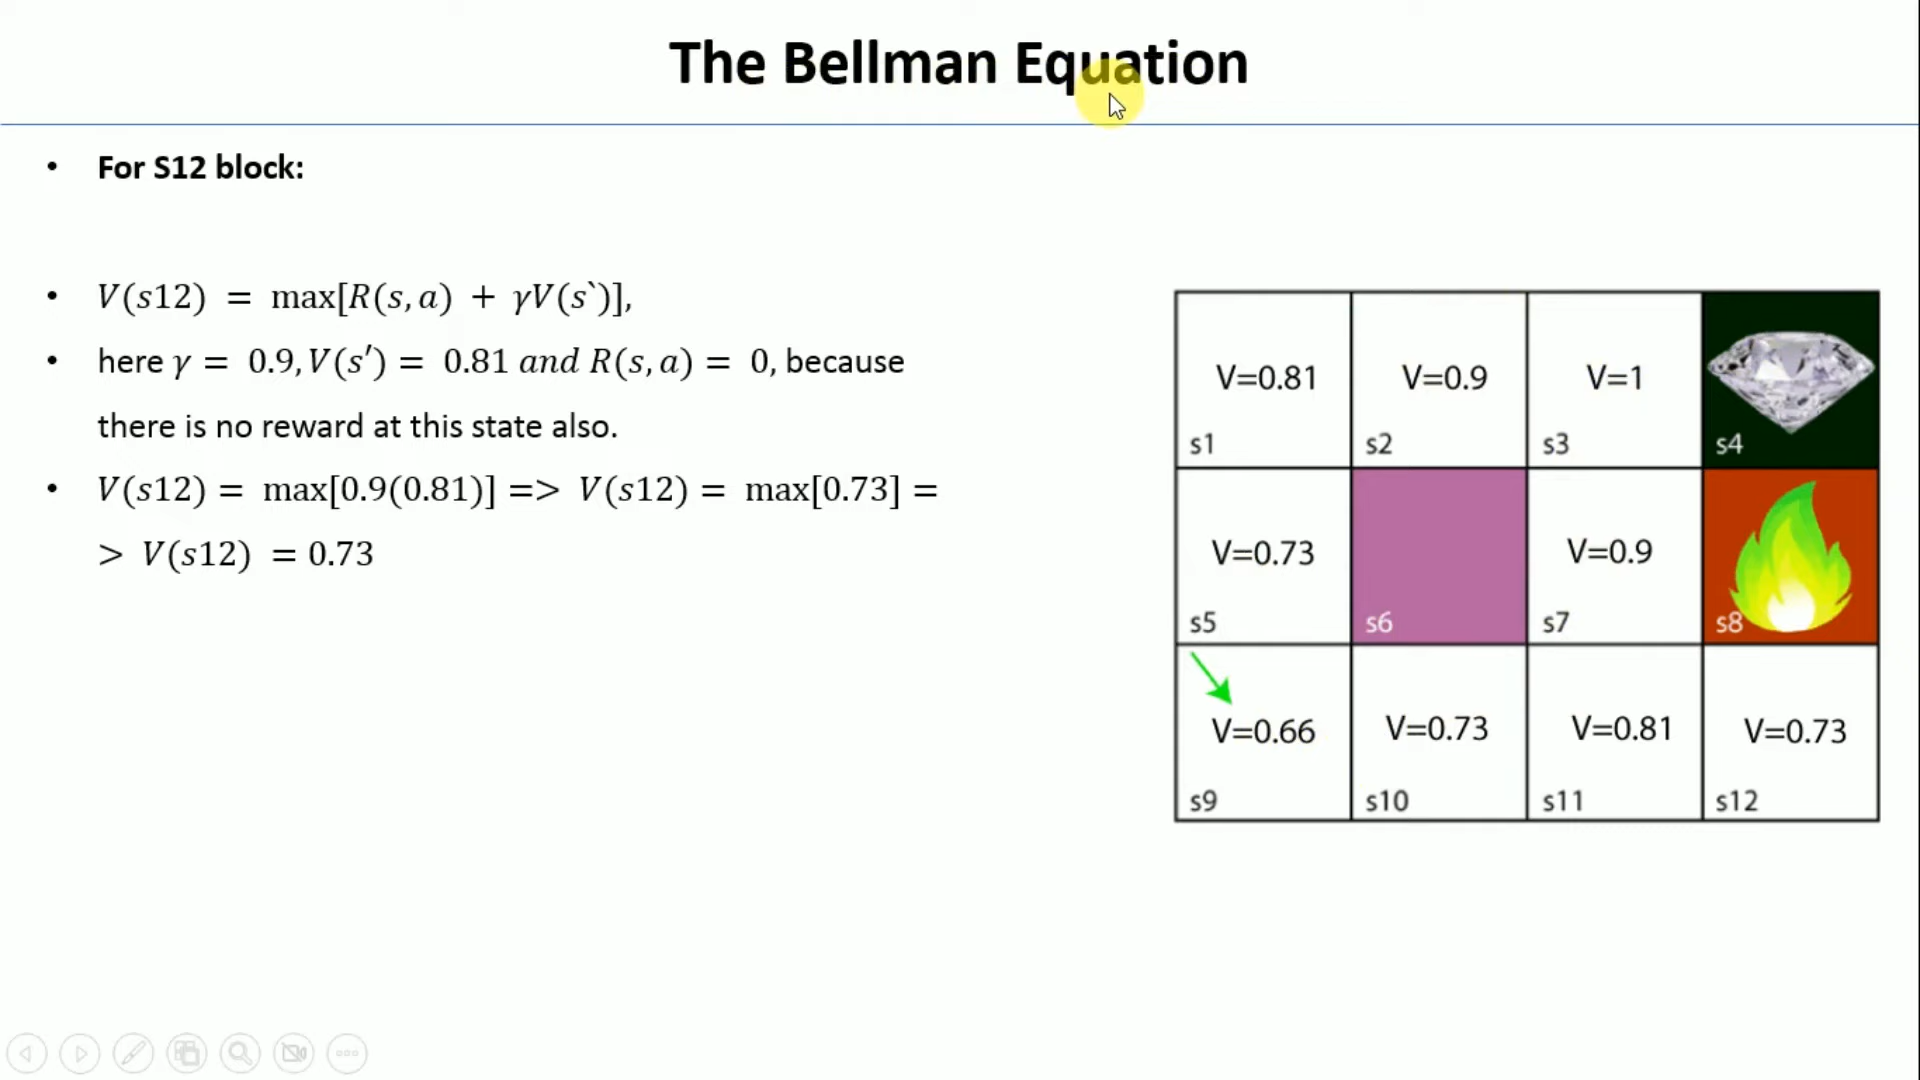 The Bellman Equation
• For S12 block:
• V(s12) = max[R(s,a) + γV(s`)],
• here γ = 0.9, V(s′) = 0.81 and R(s,a) = 0, because
there is no reward at this state also.
• V(s12) = max[0.9(0.81)] => V(s12) = max[0.73] =
> V(s12) = 0.73
V=0.81 V=0.9 V=1
s1 s2 s3 s4
V=0.73 V=0.9
s5 s6 s7 s8
V=0.66 V=0.73 V=0.81 V=0.73
s9 s10 s11 s12